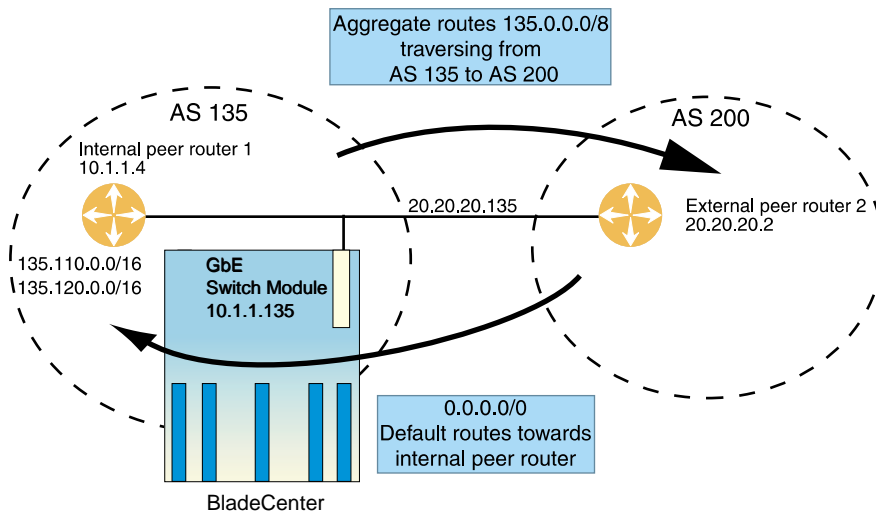 Aggregate routes 135.0.0.0/8
traversing from
AS 135 to AS 200
AS 135
AS 200
Internal peer router 1
10.1.1.4
20.20.20.135
External peer router 2
20.20.20.2
135.110.0.0/16
135.120.0.0/16
GbE
Switch Module
10.1.1.135
0.0.0.0/0
Default routes towards
internal peer router
BladeCenter